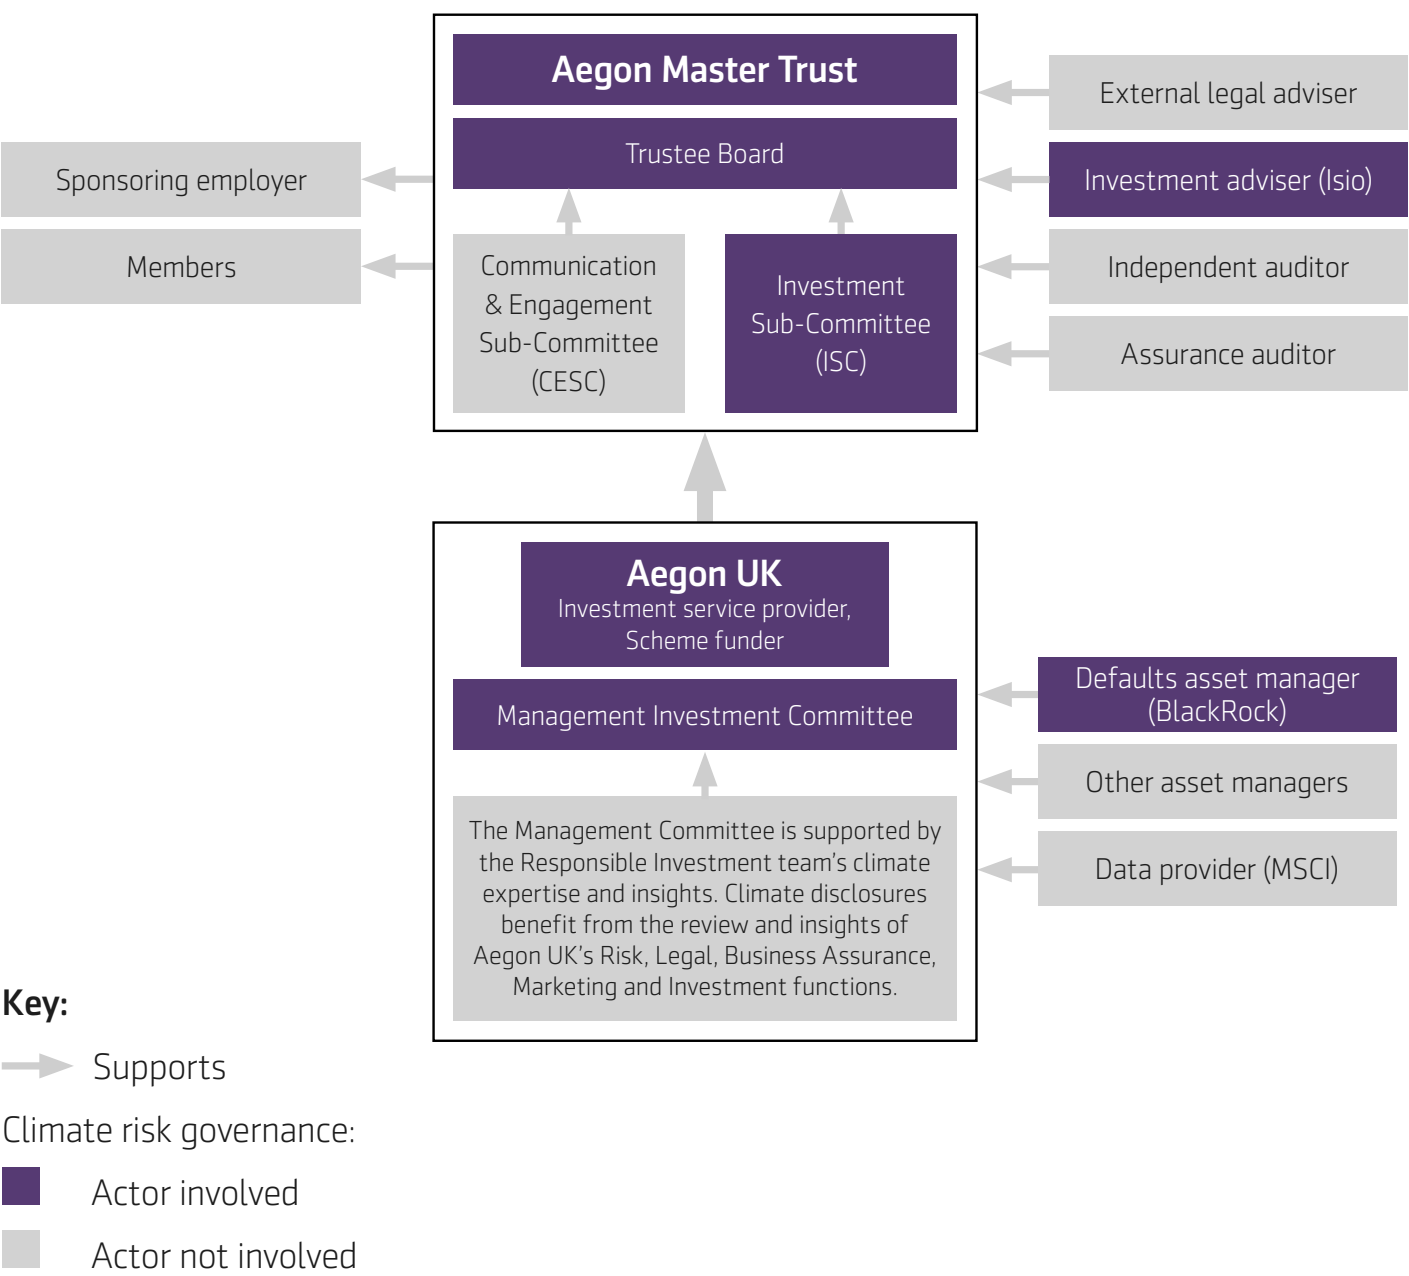 Aegon Master Trust
Trustee Board
Communication
& Engagement
Sub-Committee
(CESC)
Investment
Sub-Committee
(ISC)
Sponsoring employer
Members
External legal adviser
Investment adviser (Isio)
Independent auditor
Assurance auditor
Aegon UK
Investment service provider,
Scheme funder
Management Investment Committee
The Management Committee is supported by
the Responsible Investment team’s climate
expertise and insights. Climate disclosures
benefit from the review and insights of
Aegon UK’s Risk, Legal, Business Assurance,
Marketing and Investment functions.
Defaults asset manager
(BlackRock)
Other asset managers
Data provider (MSCI)
Key:
Supports
Climate risk governance:
Actor involved
Actor not involved